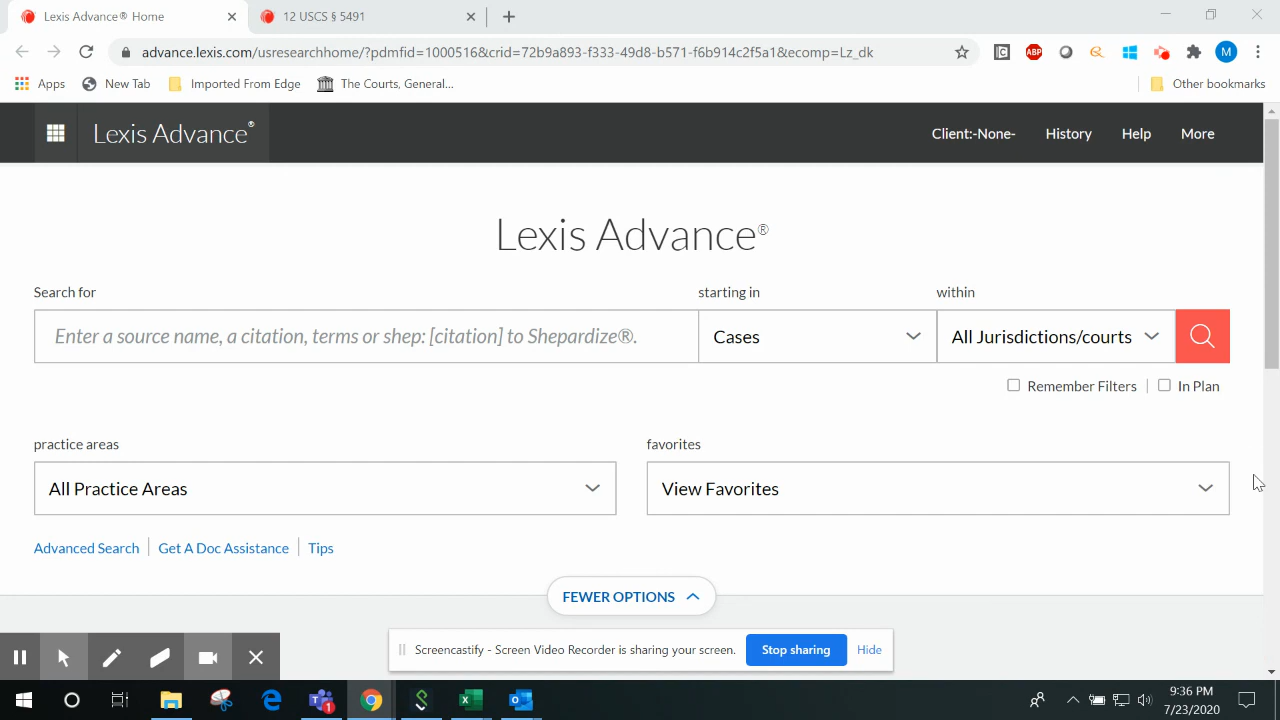 Lexis Advance® Home
12 USCS § 5491
advance.lexis.com/usresearchhome/?pdmfid=1000516&crid=72b9a893-f333-49d8-b571-f6b914c2f5a1&ecomp=Lz_dk
ABP
M
Apps
New Tab
Imported From Edge
The Courts, General...
Other bookmarks
Lexis Advance®
Client:-None-
History
Help
More
Lexis Advance®
Search for
starting in
within
Enter a source name, a citation, terms or shep: [citation] to Shepardize®.
Cases
All Jurisdictions/courts
Remember Filters
In Plan
practice areas
favorites
All Practice Areas
View Favorites
Advanced Search
Get A Doc Assistance
Tips
FEWER OPTIONS
Screencastify - Screen Video Recorder is sharing your screen.
Stop sharing
Hide
1
9:36 PM
7/23/2020